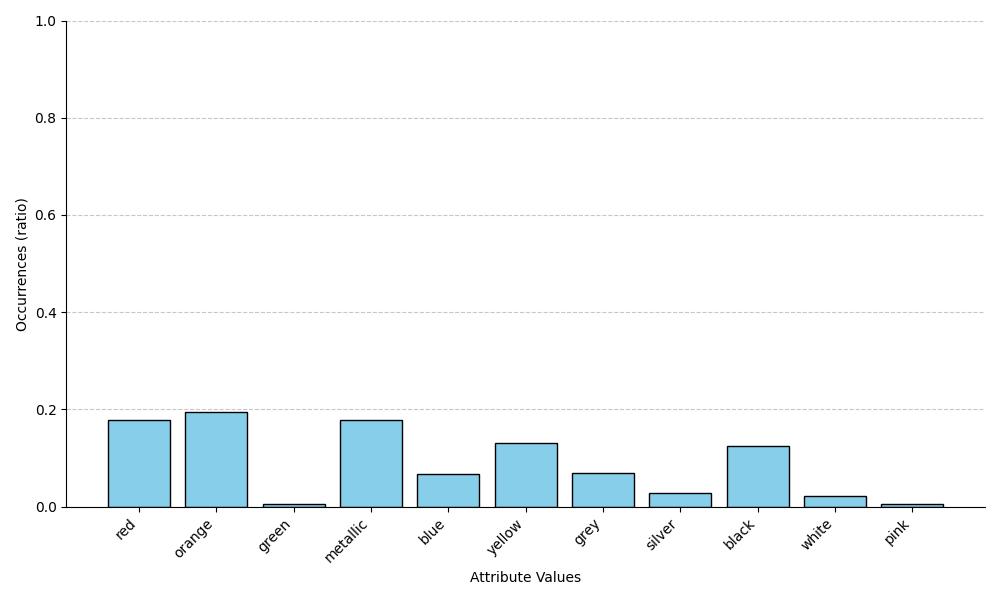 1.0
0.8
0.6
0.4
0.2
0.0
Occurrences (ratio)
red
orange
green
metallic
blue
yellow
grey
silver
black
white
pink
Attribute Values